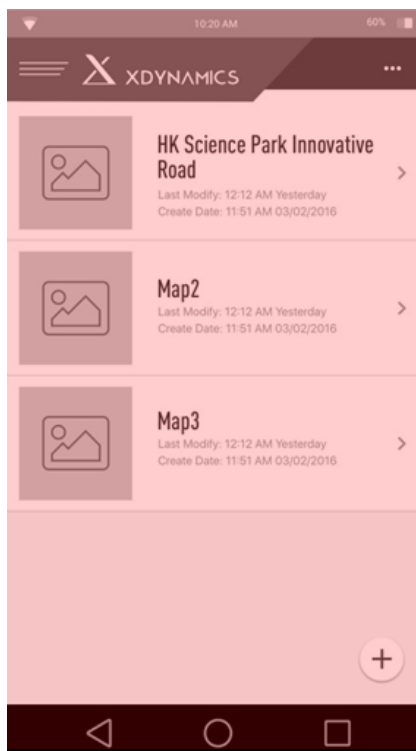 10:20 AM
60%
XDYNAMICS
HK Science Park Innovative
Road
Last Modify: 12:12 AM Yesterday
Create Date: 11:51 AM 03/02/2016
Map2
Last Modify: 12:12 AM Yesterday
Create Date: 11:51 AM 03/02/2016
Map3
Last Modify: 12:12 AM Yesterday
Create Date: 11:51 AM 03/02/2016